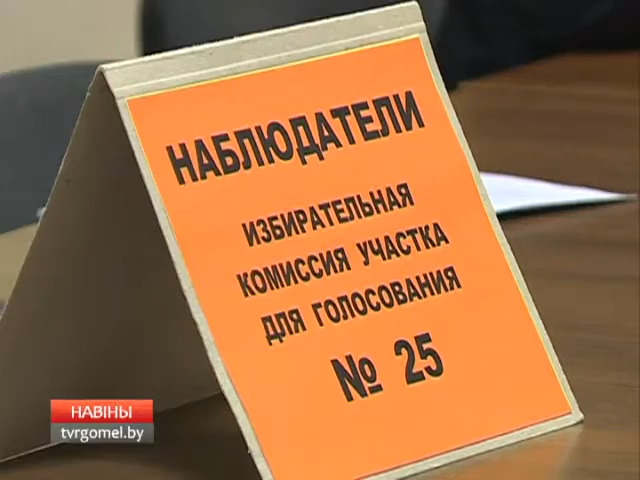 НАБЛЮДАТЕЛИ
ИЗБИРАТЕЛЬНАЯ
КОМИССИЯ УЧАСТКА
ДЛЯ ГОЛОСОВАНИЯ
№ 25
НАВІНЫ
tvrgomel.by